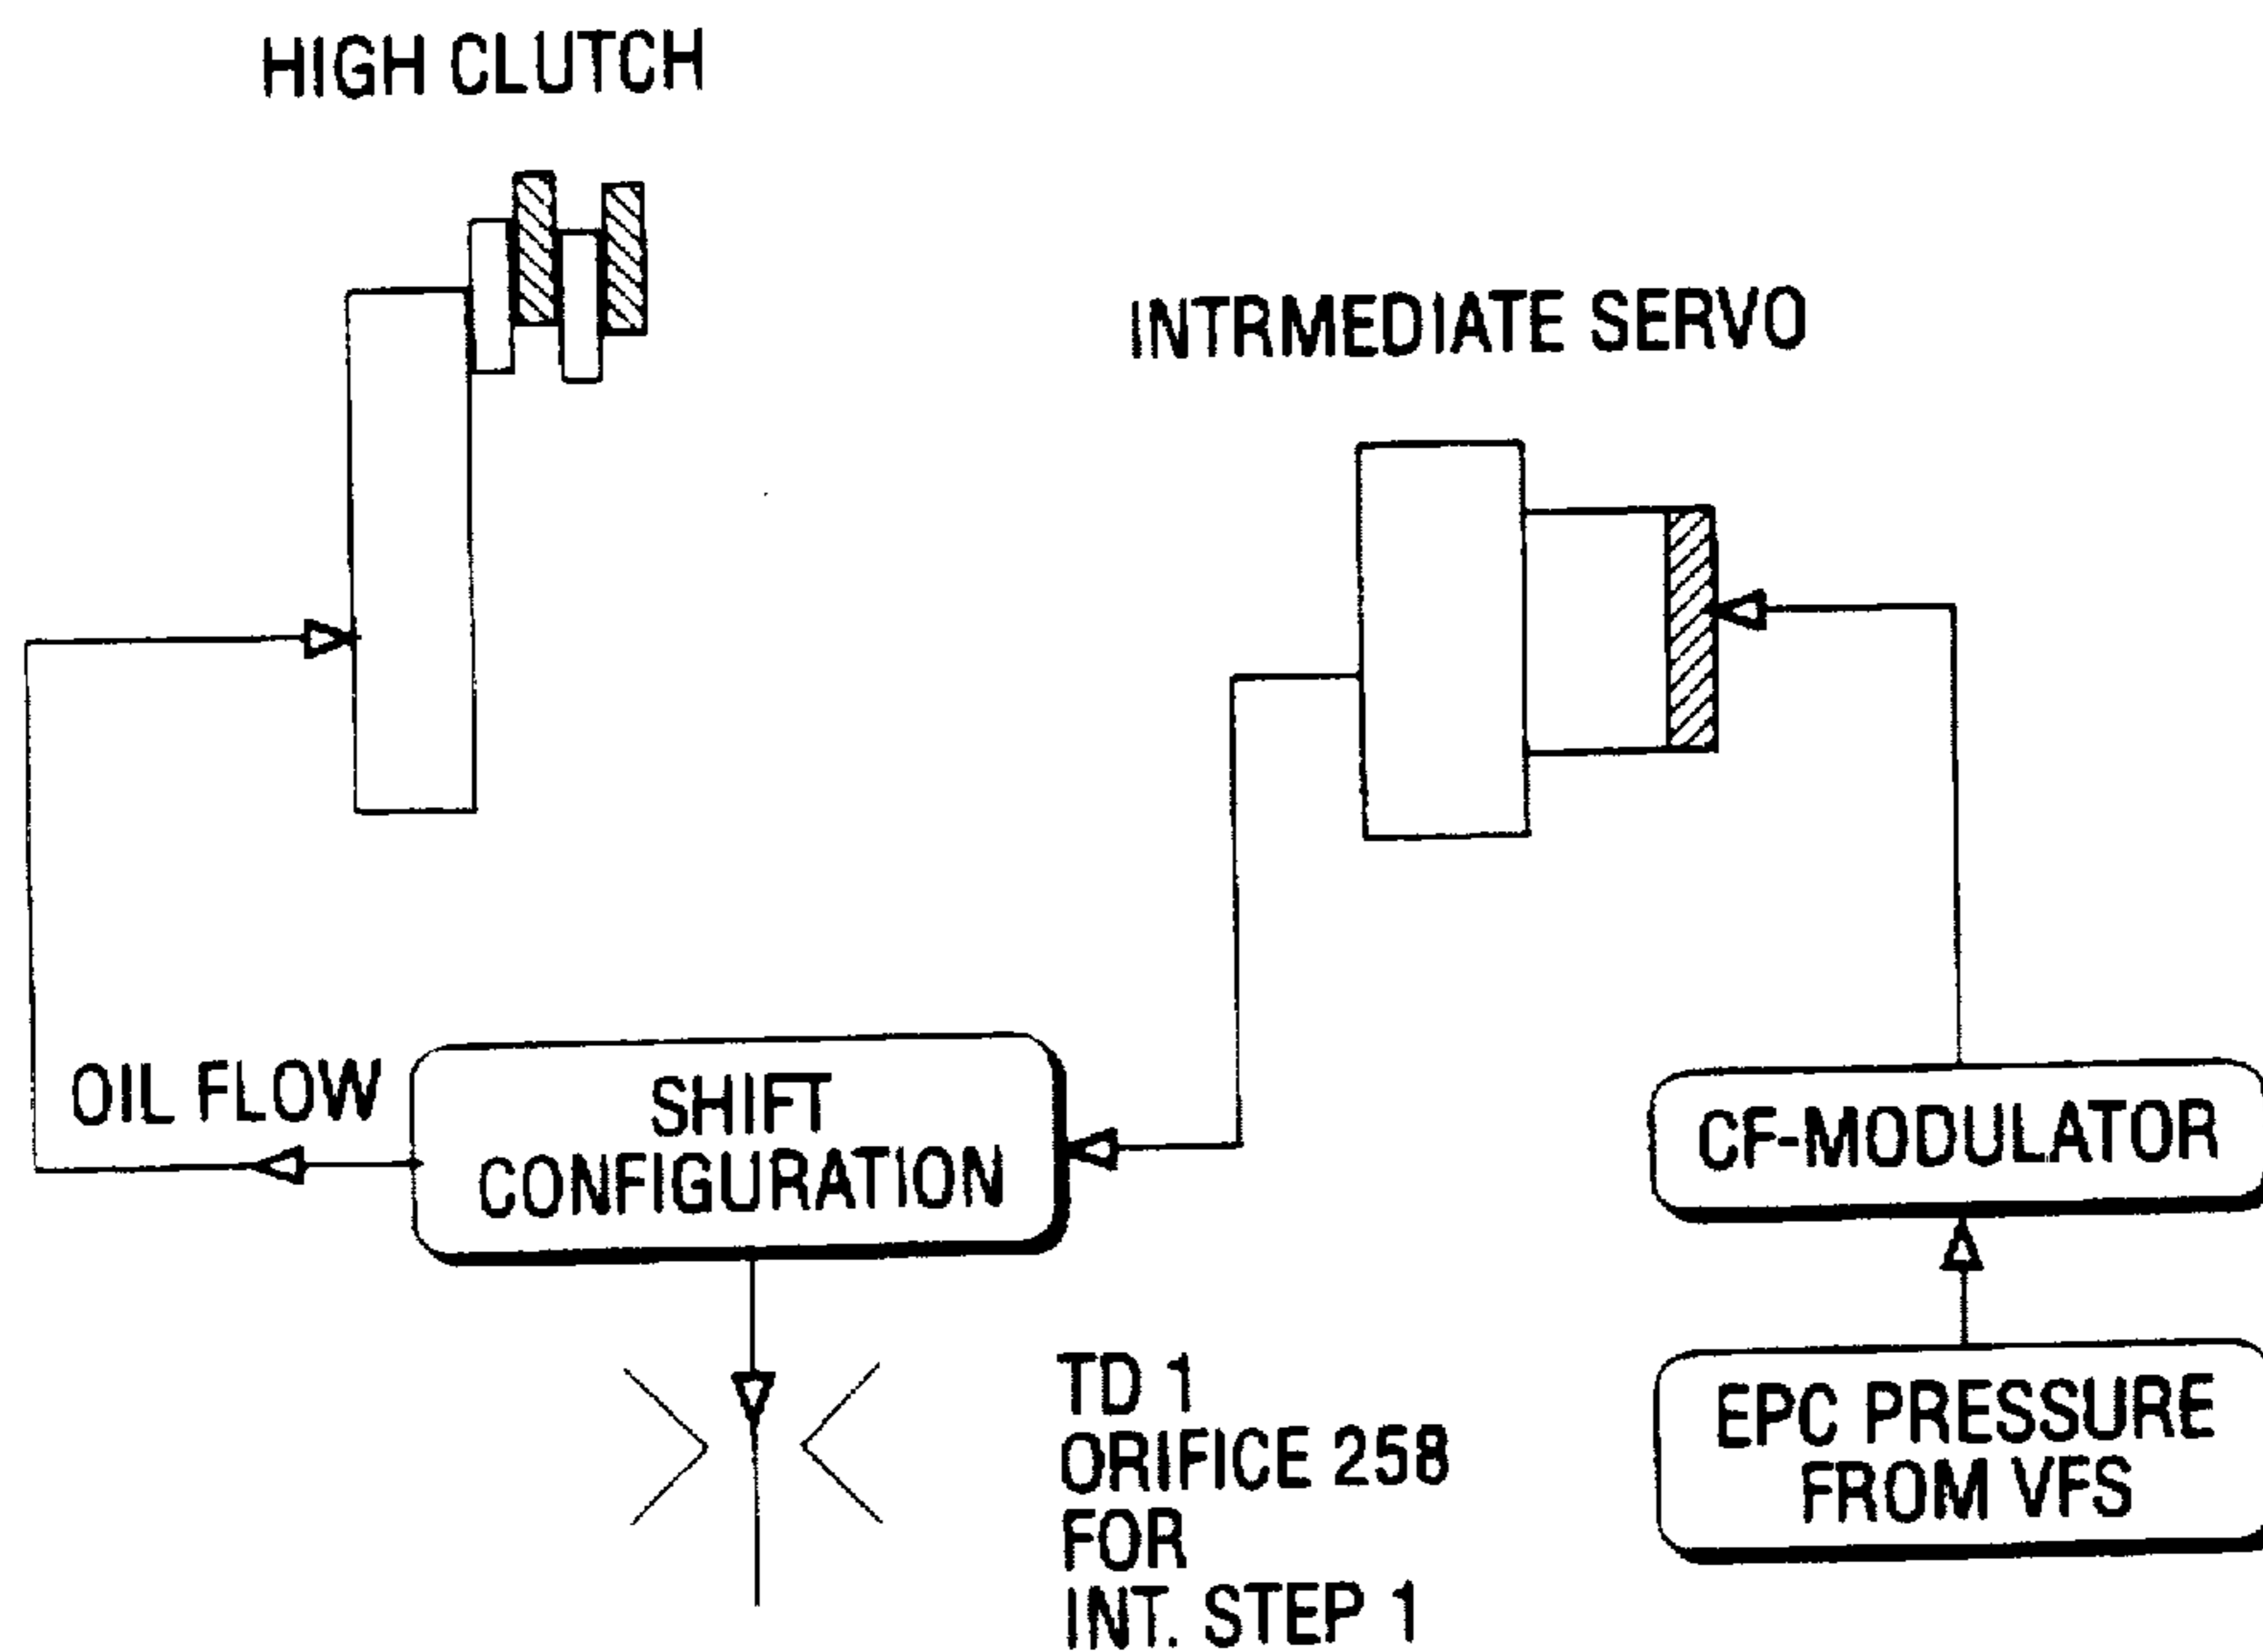 HIGH CLUTCH
INTRMEDIATE SERVO
OIL FLOW
SHIFT
CONFIGURATION
CF-MODULATOR
TD 1
ORIFICE 258
FOR
INT. STEP 1
EPC PRESSURE
FROM VFS